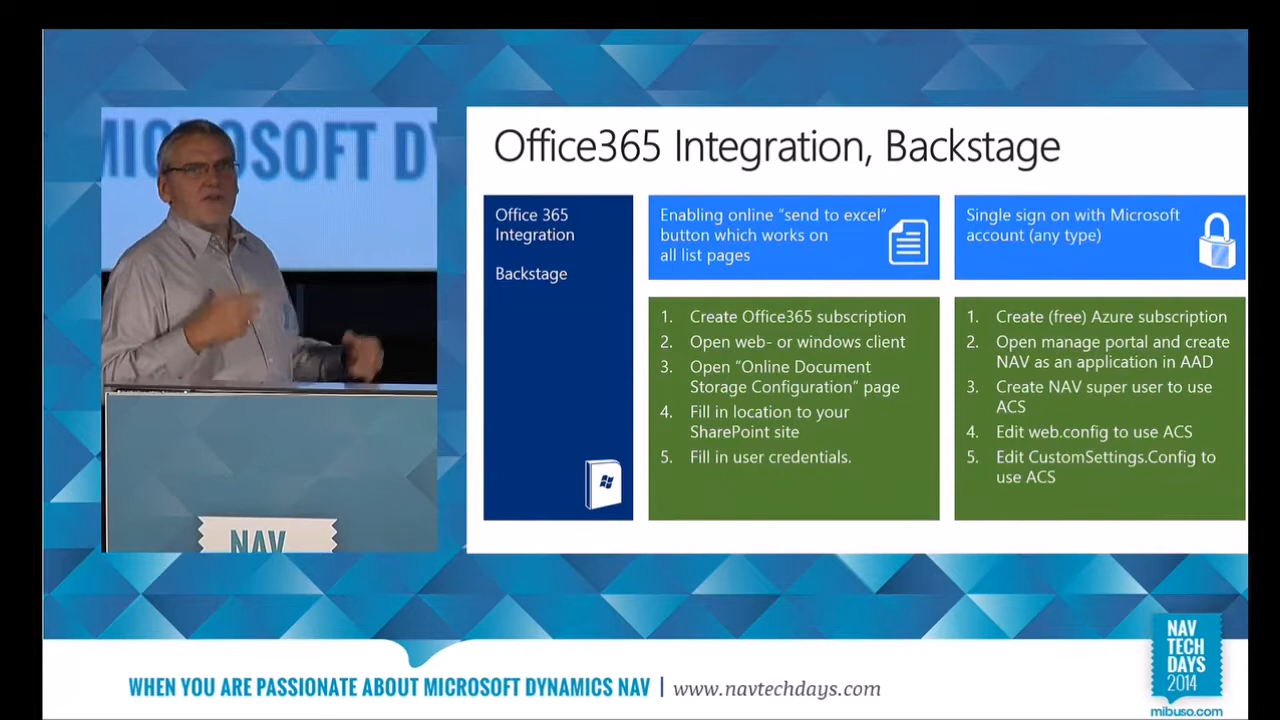 MICROSOFT DY
NAV
Office365 Integration, Backstage
Office 365
Integration
Backstage
Enabling online “send to excel”
button which works on
all list pages
Single sign on with Microsoft
account (any type)
1. Create Office365 subscription
2. Open web- or windows client
3. Open “Online Document
Storage Configuration” page
4. Fill in location to your
SharePoint site
5. Fill in user credentials.
1. Create (free) Azure subscription
2. Open manage portal and create
NAV as an application in AAD
3. Create NAV super user to use
ACS
4. Edit web.config to use ACS
5. Edit CustomSettings.Config to
use ACS
WHEN YOU ARE PASSIONATE ABOUT MICROSOFT DYNAMICS NAV | www.navtechdays.com
NAV
TECH
DAYS
2014
mibuso.com